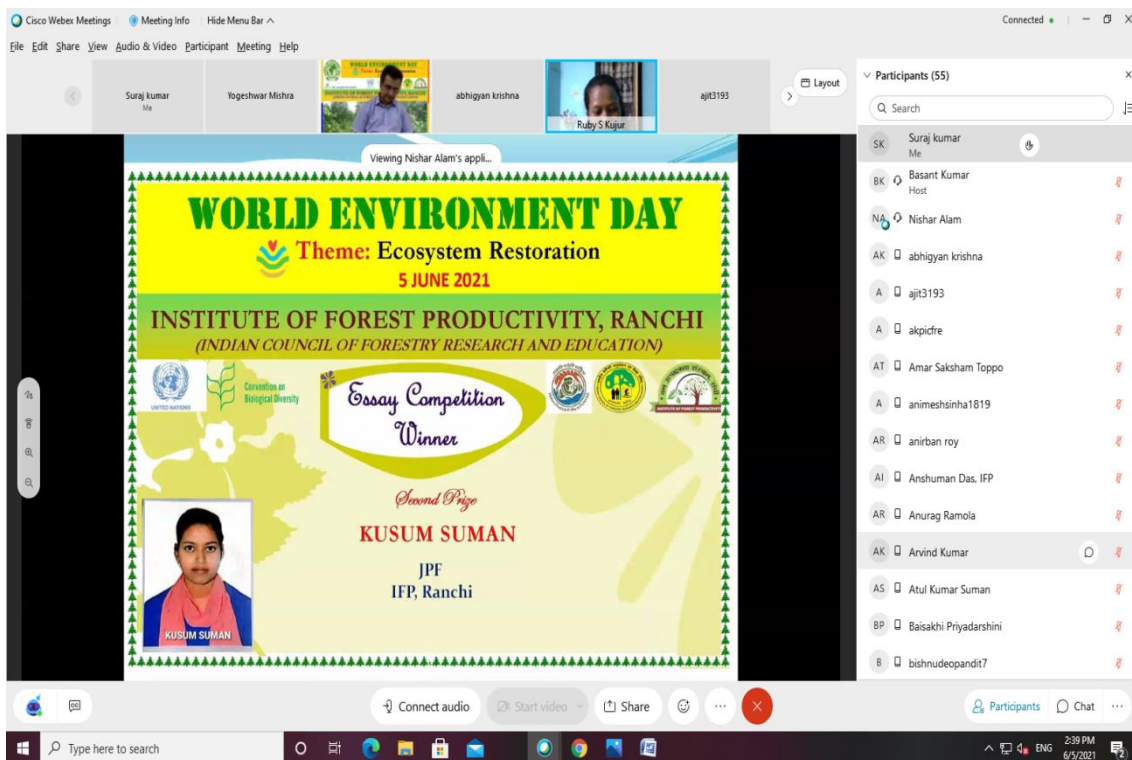 Cisco Webex Meetings
Meeting Info
Hide Menu Bar
Connected
File Edit Share View Audio & Video Participant Meeting Help
Suraj kumar
Me
Yogeshwar Mishra
abhigyan krishna
Ruby S Kujur
ajit3193
Layout
Viewing Nishar Alam's appli...
WORLD ENVIRONMENT DAY
Theme: Ecosystem Restoration
5 JUNE 2021
INSTITUTE OF FOREST PRODUCTIVITY, RANCHI
(INDIAN COUNCIL OF FORESTRY RESEARCH AND EDUCATION)
UNITED NATIONS
Convention on
Biological Diversity
Essay Competition
Winner
INSTITUTE OF FOREST PRODUCTIVITY
Second Prize
KUSUM SUMAN
JPF
IFP, Ranchi
KUSUM SUMAN
Participants (55)
Search
SK Suraj kumar
Me
BK Basant Kumar
Host
NA Nishar Alam
AK abhigyan krishna
A ajit3193
A akpicfre
AT Amar Saksham Toppo
A animeshsinha1819
AR anirban roy
AI Anshuman Das, IFP
AR Anurag Ramola
AK Arvind Kumar
AS Atul Kumar Suman
BP Baisakhi Priyadarshini
B bishnudeopandit7
Connect audio
Start video
Share
Participants
Chat
Type here to search
ENG
2:39 PM
6/5/2021
2